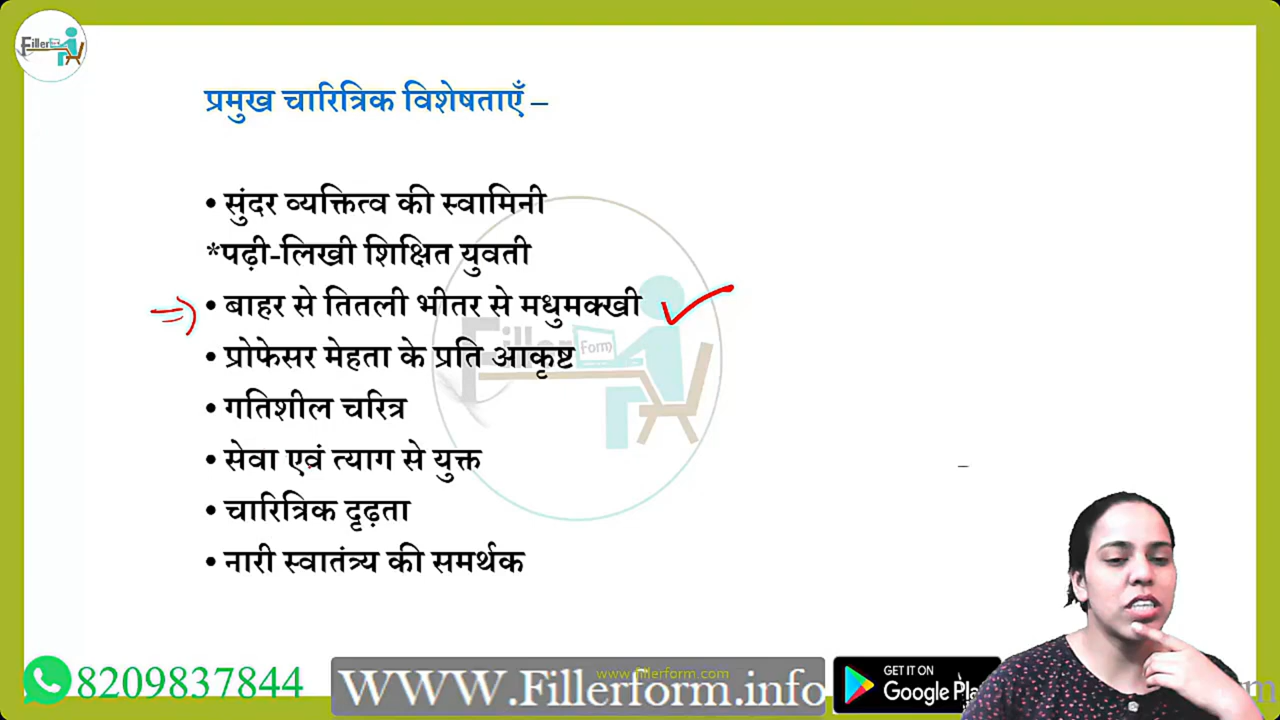 Fillerform
प्रमुख चारित्रिक विशेषताएँ –
• सुंदर व्यक्तित्व की स्वामिनी
*पढ़ी-लिखी शिक्षित युवती
• बाहर से तितली भीतर से मधुमक्खी
• प्रोफेसर मेहता के प्रति आकृष्ट
• गतिशील चरित्र
• सेवा एवं त्याग से युक्त
• चारित्रिक दृढ़ता
• नारी स्वातंत्र्य की समर्थक
8209837844
www.fillerform.com
WWW.Fillerform.info
GET IT ON
Google Pla